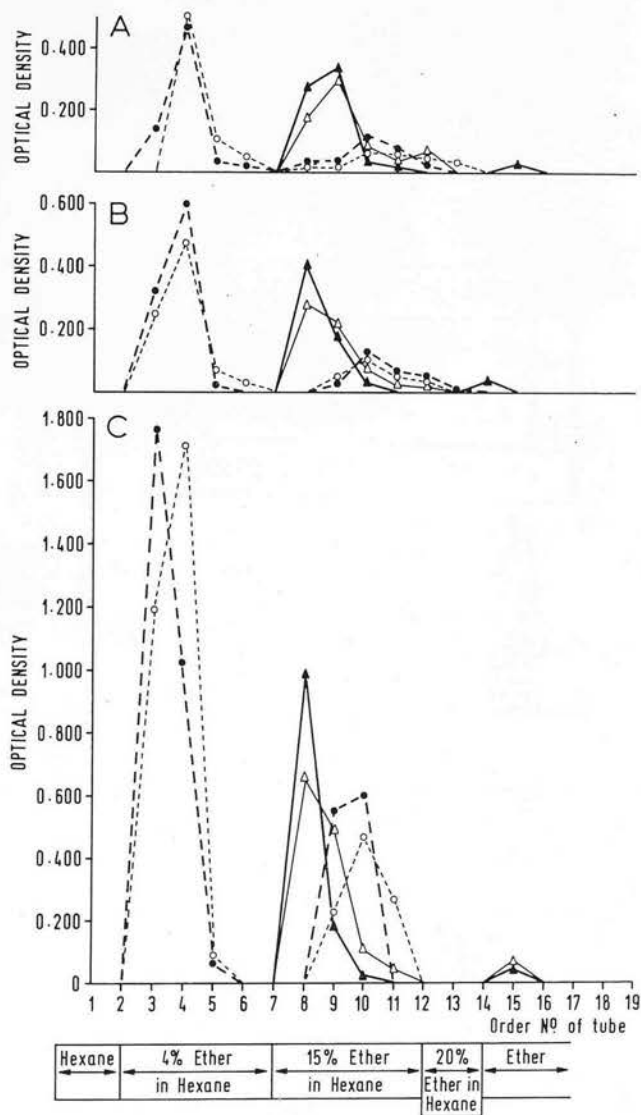 A
OPTICAL DENSITY
0.400
0.200
B
OPTICAL DENSITY
0.600
0.400
0.200
C
OPTICAL DENSITY
1.800
1.600
1.400
1.200
1.000
0.800
0.600
0.400
0.200
0
1 2 3 4 5 6 7 8 9 10 11 12 13 14 15 16 17 18 19
Order Nº of tube
Hexane
4% Ether
in Hexane
15% Ether
in Hexane
20%
Ether in
Hexane
Ether